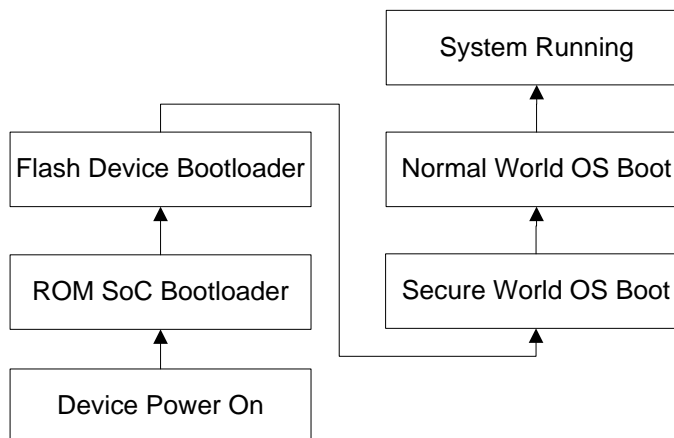 System Running
Flash Device Bootloader
Normal World OS Boot
ROM SoC Bootloader
Secure World OS Boot
Device Power On